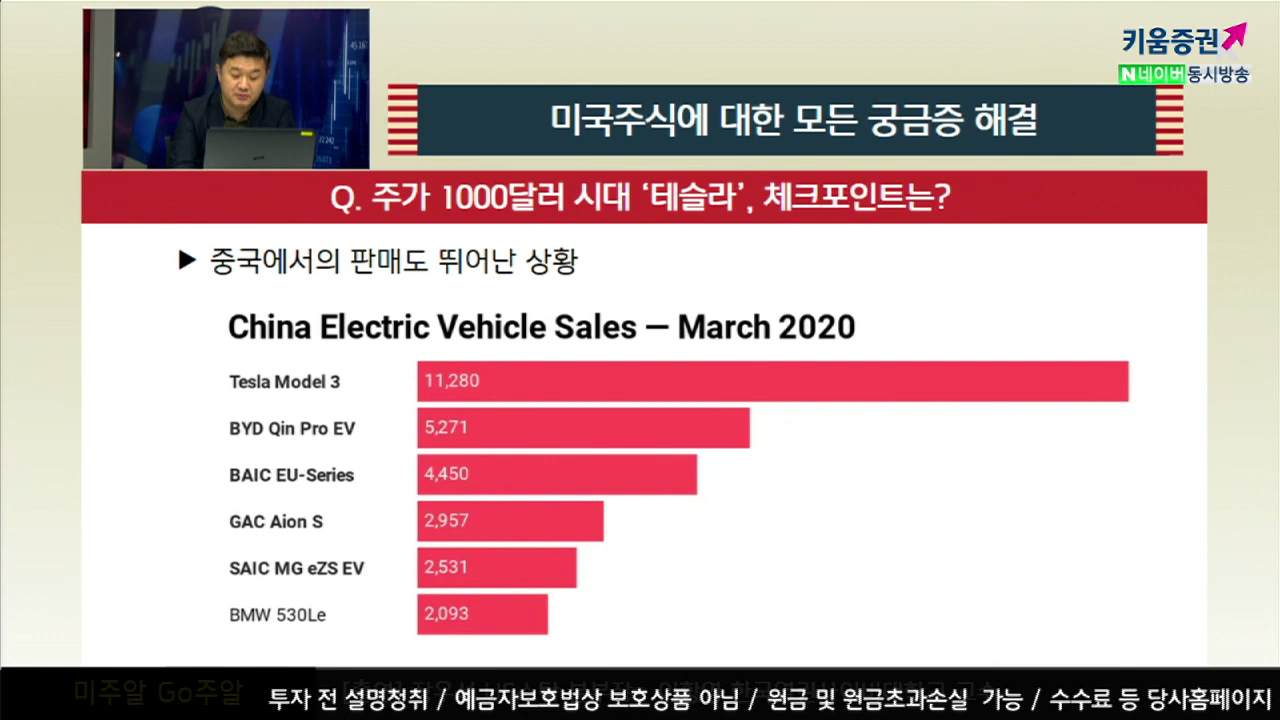 키움증권
N네이버 동시방송
미국주식에 대한 모든 궁금증 해결
Q. 주가 1000달러 시대 ‘테슬라’, 체크포인트는?
▶ 중국에서의 판매도 뛰어난 상황
China Electric Vehicle Sales — March 2020
Tesla Model 3 11,280
BYD Qin Pro EV 5,271
BAIC EU-Series 4,450
GAC Aion S 2,957
SAIC MG eZS EV 2,531
BMW 530Le 2,093
미주알 Go주알
투자 전 설명청취 / 예금자보호법상 보호상품 아님 / 원금 및 원금초과손실 가능 / 수수료 등 당사홈페이지